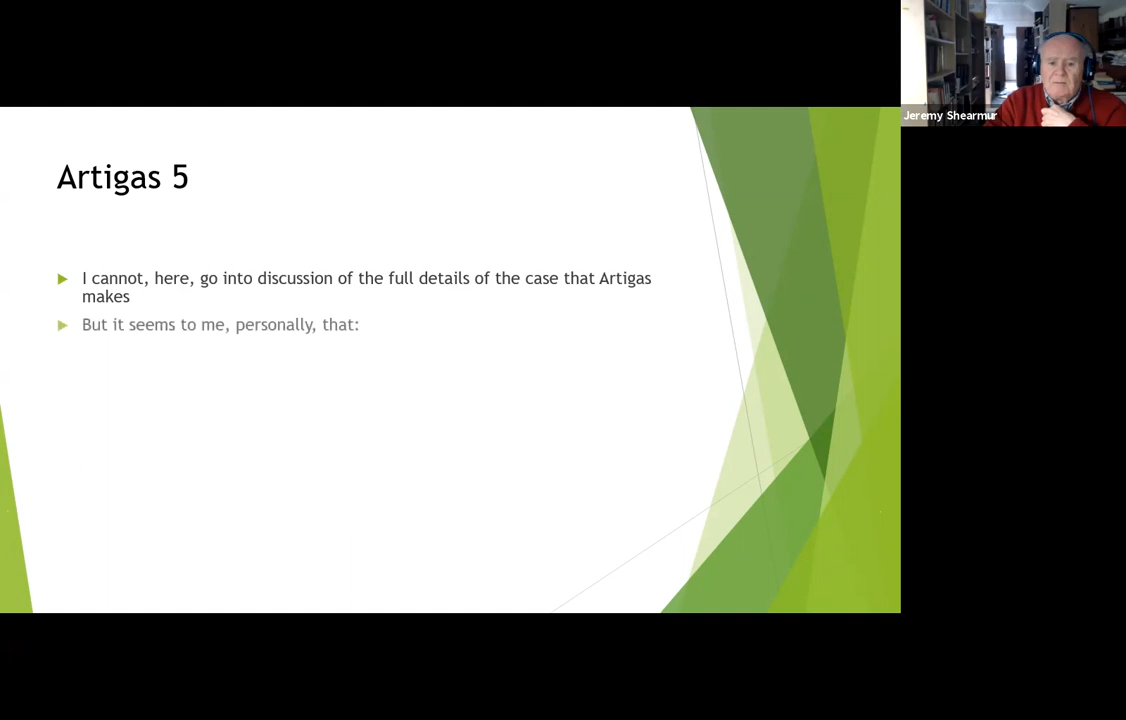 Jeremy Shearmur
Artigas 5
I cannot, here, go into discussion of the full details of the case that Artigas
makes
But it seems to me, personally, that: